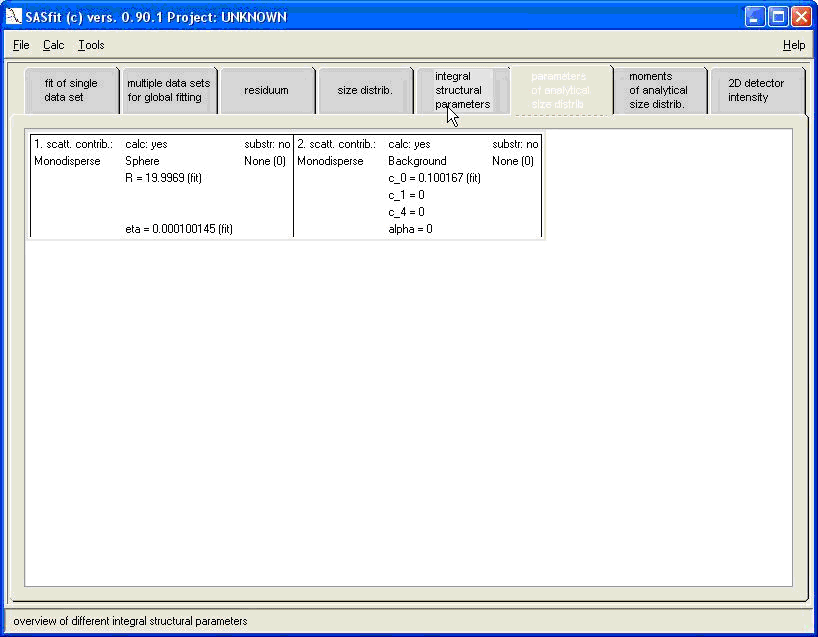 SASfit (c) vers. 0.90.1 Project: UNKNOWN
File Calc Tools Help
fit of single
data set
multiple data sets
for global fitting
residuum
size distrib.
integral
structural
parameters
parameters
of analytical
size distrib.
moments
of analytical
size distrib.
2D detector
intensity
1. scatt. contrib.: calc: yes substr: no 2. scatt. contrib.: calc: yes substr: no
Monodisperse Sphere None (0) Monodisperse Background None (0)
R = 19.9969 (fit) c_0 = 0.100167 (fit)
c_1 = 0
c_4 = 0
eta = 0.000100145 (fit) alpha = 0
overview of different integral structural parameters